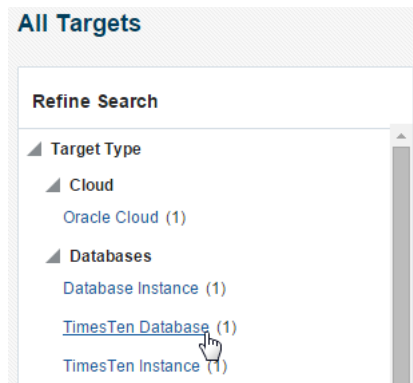 All Targets
Refine Search
Target Type
Cloud
Oracle Cloud (1)
Databases
Database Instance (1)
TimesTen Database (1)
TimesTen Instance (1)